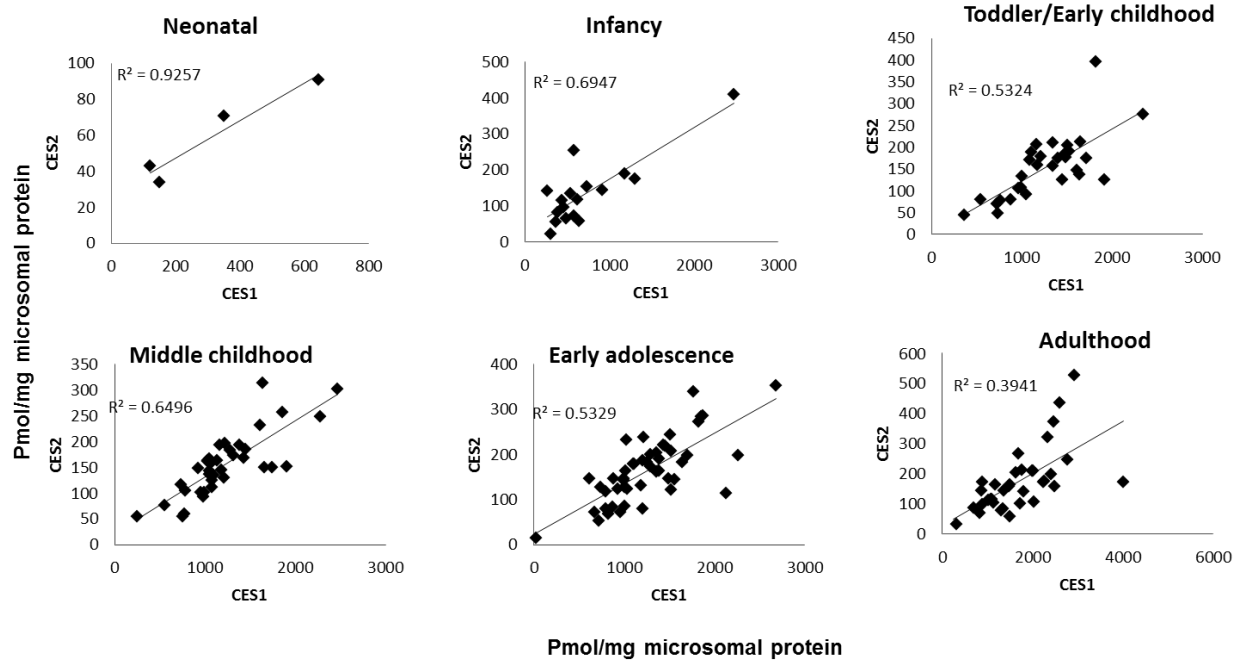 Neonatal
R² = 0.9257
100
80
60
40
20
0
CES2
0 200 400 600 800
CES1
Infancy
R² = 0.6947
500
400
300
200
100
0
CES2
0 1000 2000 3000
CES1
Toddler/Early childhood
R² = 0.5324
450
400
350
300
250
200
150
100
50
0
CES2
0 1000 2000 3000
CES1
Pmol/mg microsomal protein
Middle childhood
R² = 0.6496
350
300
250
200
150
100
50
0
CES2
0 1000 2000 3000
CES1
Early adolescence
R² = 0.5329
400
300
200
100
0
CES2
0 1000 2000 3000
CES1
Adulthood
R² = 0.3941
600
500
400
300
200
100
0
CES2
0 2000 4000 6000
CES1
Pmol/mg microsomal protein